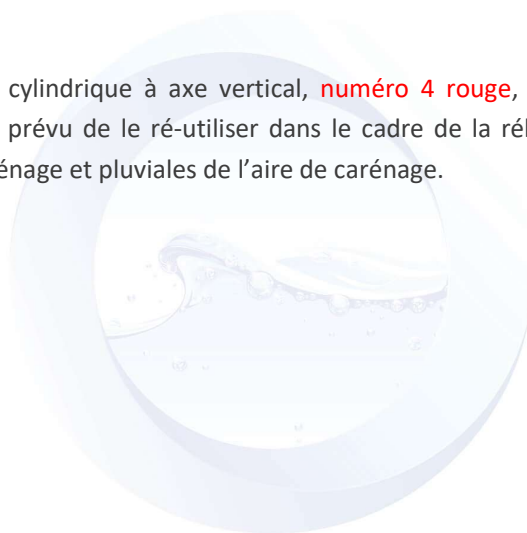 cylindrique à axe vertical, numéro 4 rouge,
prévu de le ré-utiliser dans le cadre de la
énage et pluviales de l'aire de carénage.